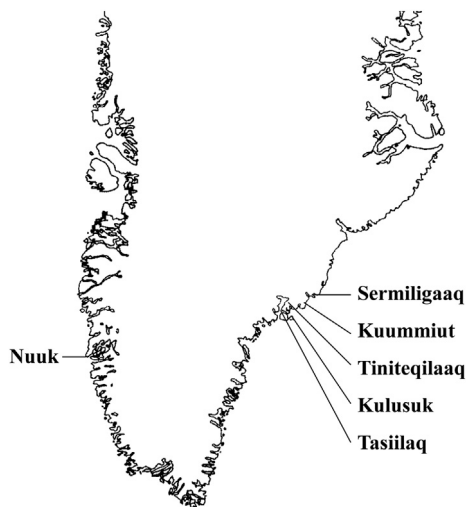 Sermiligaaq
Kuummiut
Nuuk
Tiniteqilaaq
Kulusuk
Tasiilaq